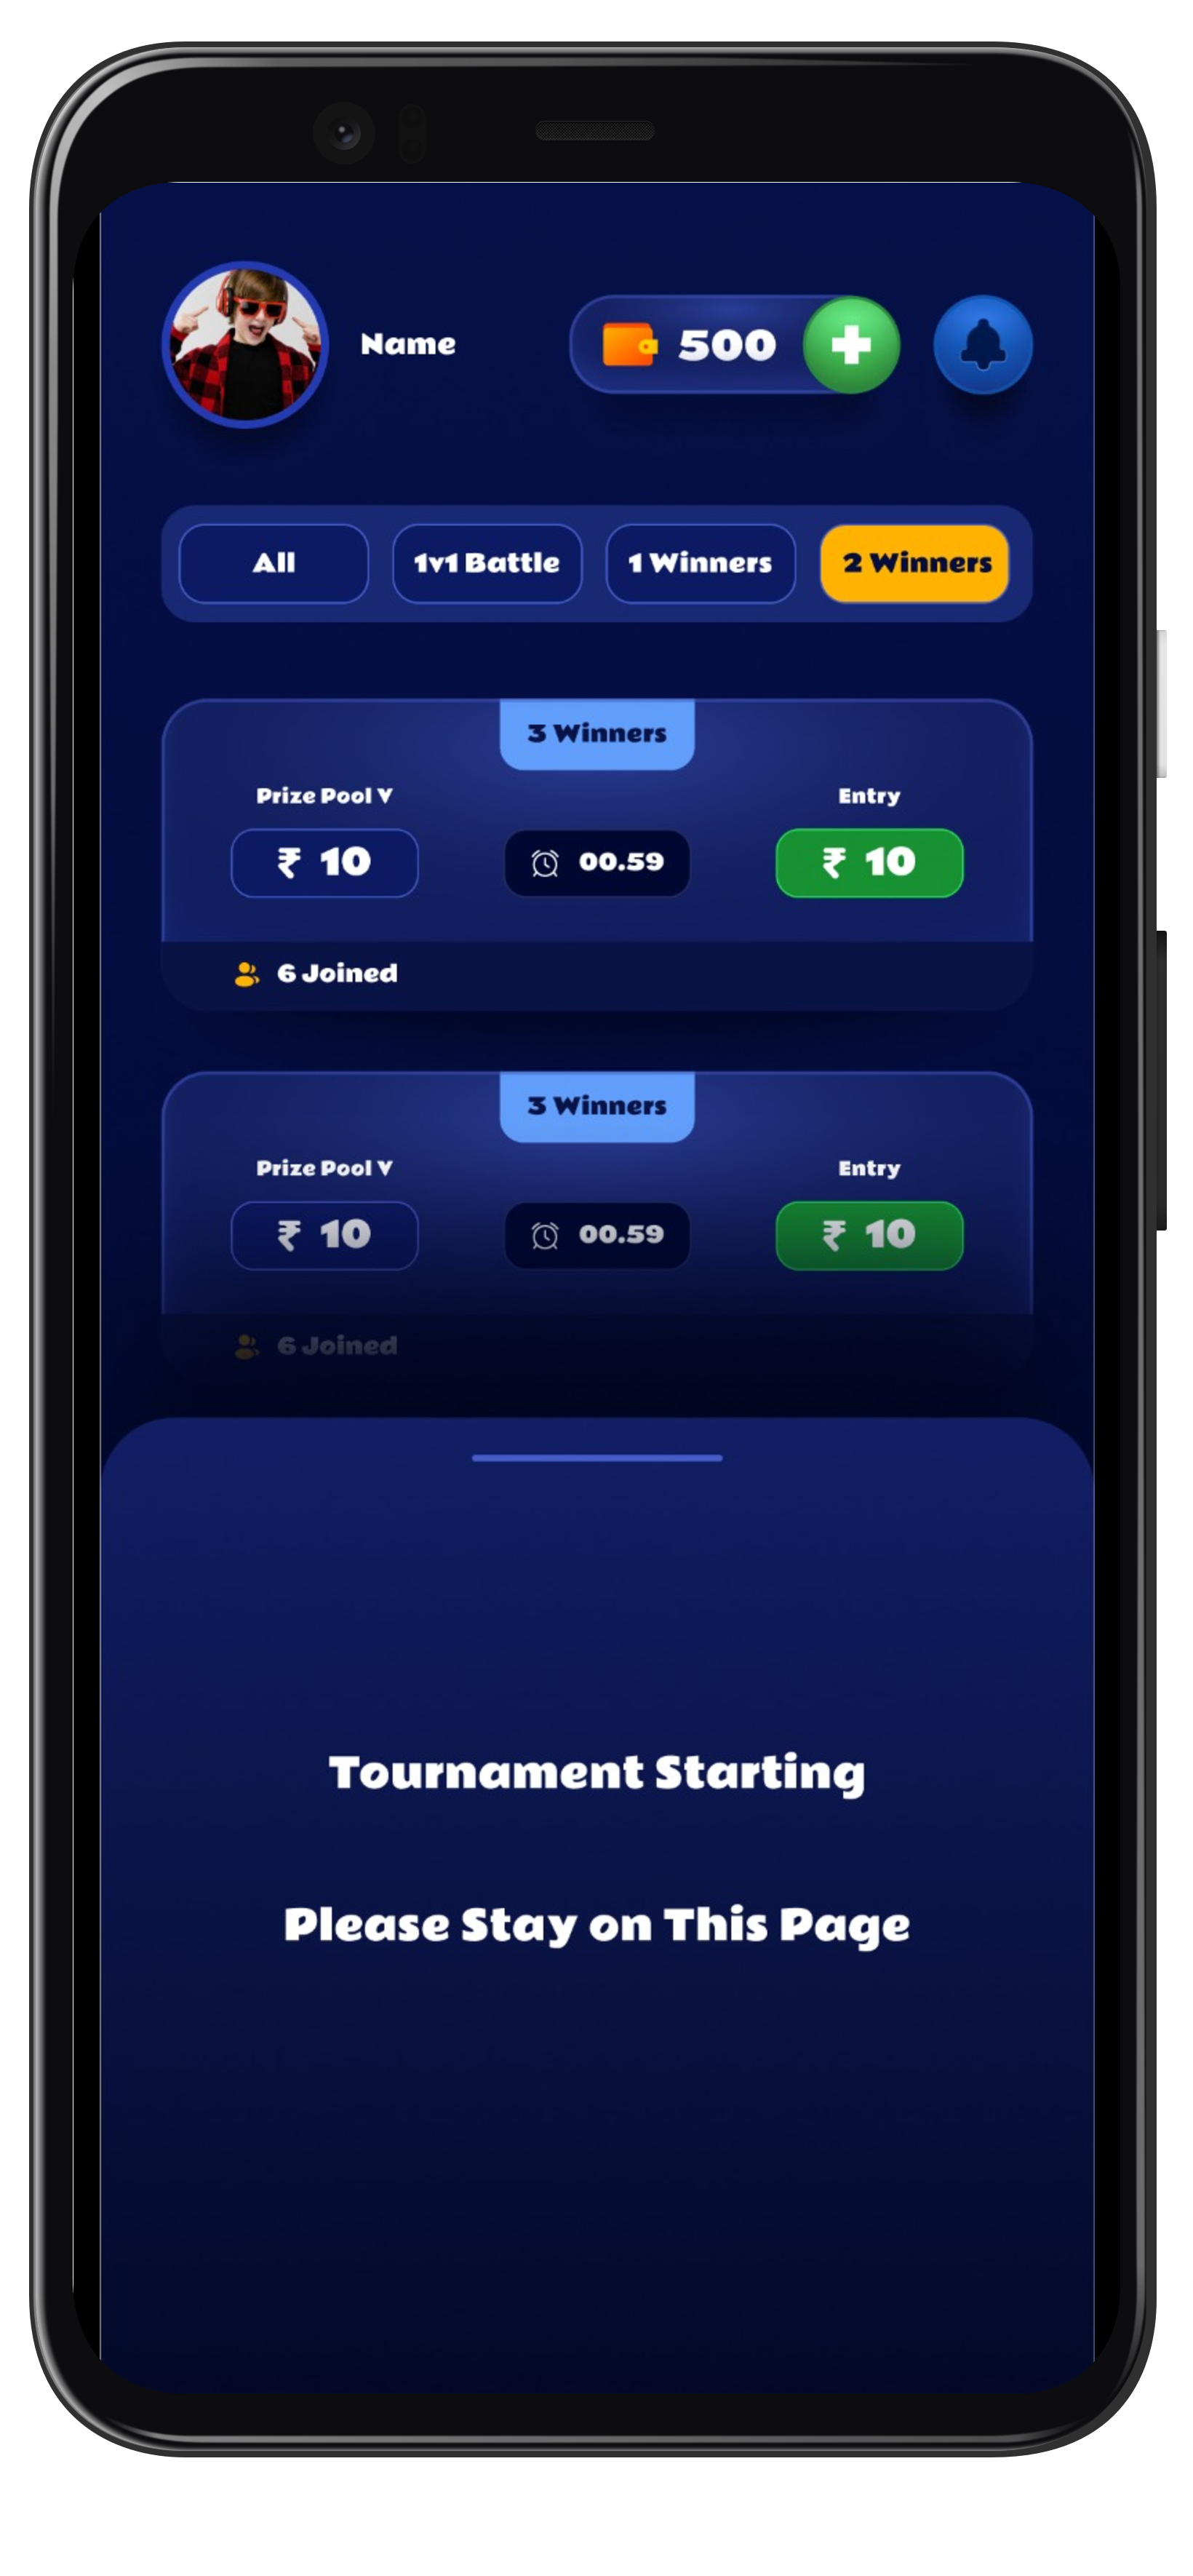 Name
500
All
1v1 Battle
1 Winners
2 Winners
3 Winners
Prize Pool V
Entry
₹ 10
00.59
₹ 10
6 Joined
3 Winners
Prize Pool V
Entry
₹ 10
00.59
₹ 10
6 Joined
Tournament Starting
Please Stay on This Page